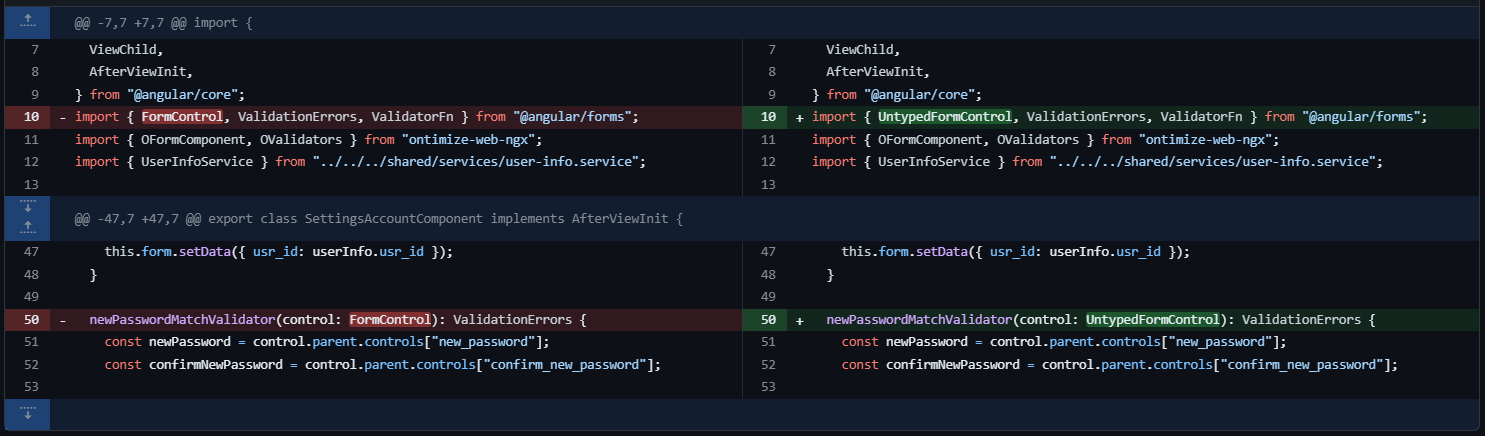 @@ -7,7 +7,7 @@ import {
7 ViewChild, 7 ViewChild,
8 AfterViewInit, 8 AfterViewInit,
9 } from "@angular/core"; 9 } from "@angular/core";
10 - import { FormControl, ValidationErrors, ValidatorFn } from "@angular/forms"; 10 + import { UntypedFormControl, ValidationErrors, ValidatorFn } from "@angular/forms";
11 import { OFormComponent, OValidators } from "ontimize-web-ngx"; 11 import { OFormComponent, OValidators } from "ontimize-web-ngx";
12 import { UserInfoService } from "../../../shared/services/user-info.service"; 12 import { UserInfoService } from "../../../shared/services/user-info.service";
13 13
@@ -47,7 +47,7 @@ export class SettingsAccountComponent implements AfterViewInit {
47 this.form.setData({ usr_id: userInfo.usr_id }); 47 this.form.setData({ usr_id: userInfo.usr_id });
48 } 48 }
49 49
50 - newPasswordMatchValidator(control: FormControl): ValidationErrors { 50 + newPasswordMatchValidator(control: UntypedFormControl): ValidationErrors {
51 const newPassword = control.parent.controls["new_password"]; 51 const newPassword = control.parent.controls["new_password"];
52 const confirmNewPassword = control.parent.controls["confirm_new_password"]; 52 const confirmNewPassword = control.parent.controls["confirm_new_password"];
53 53